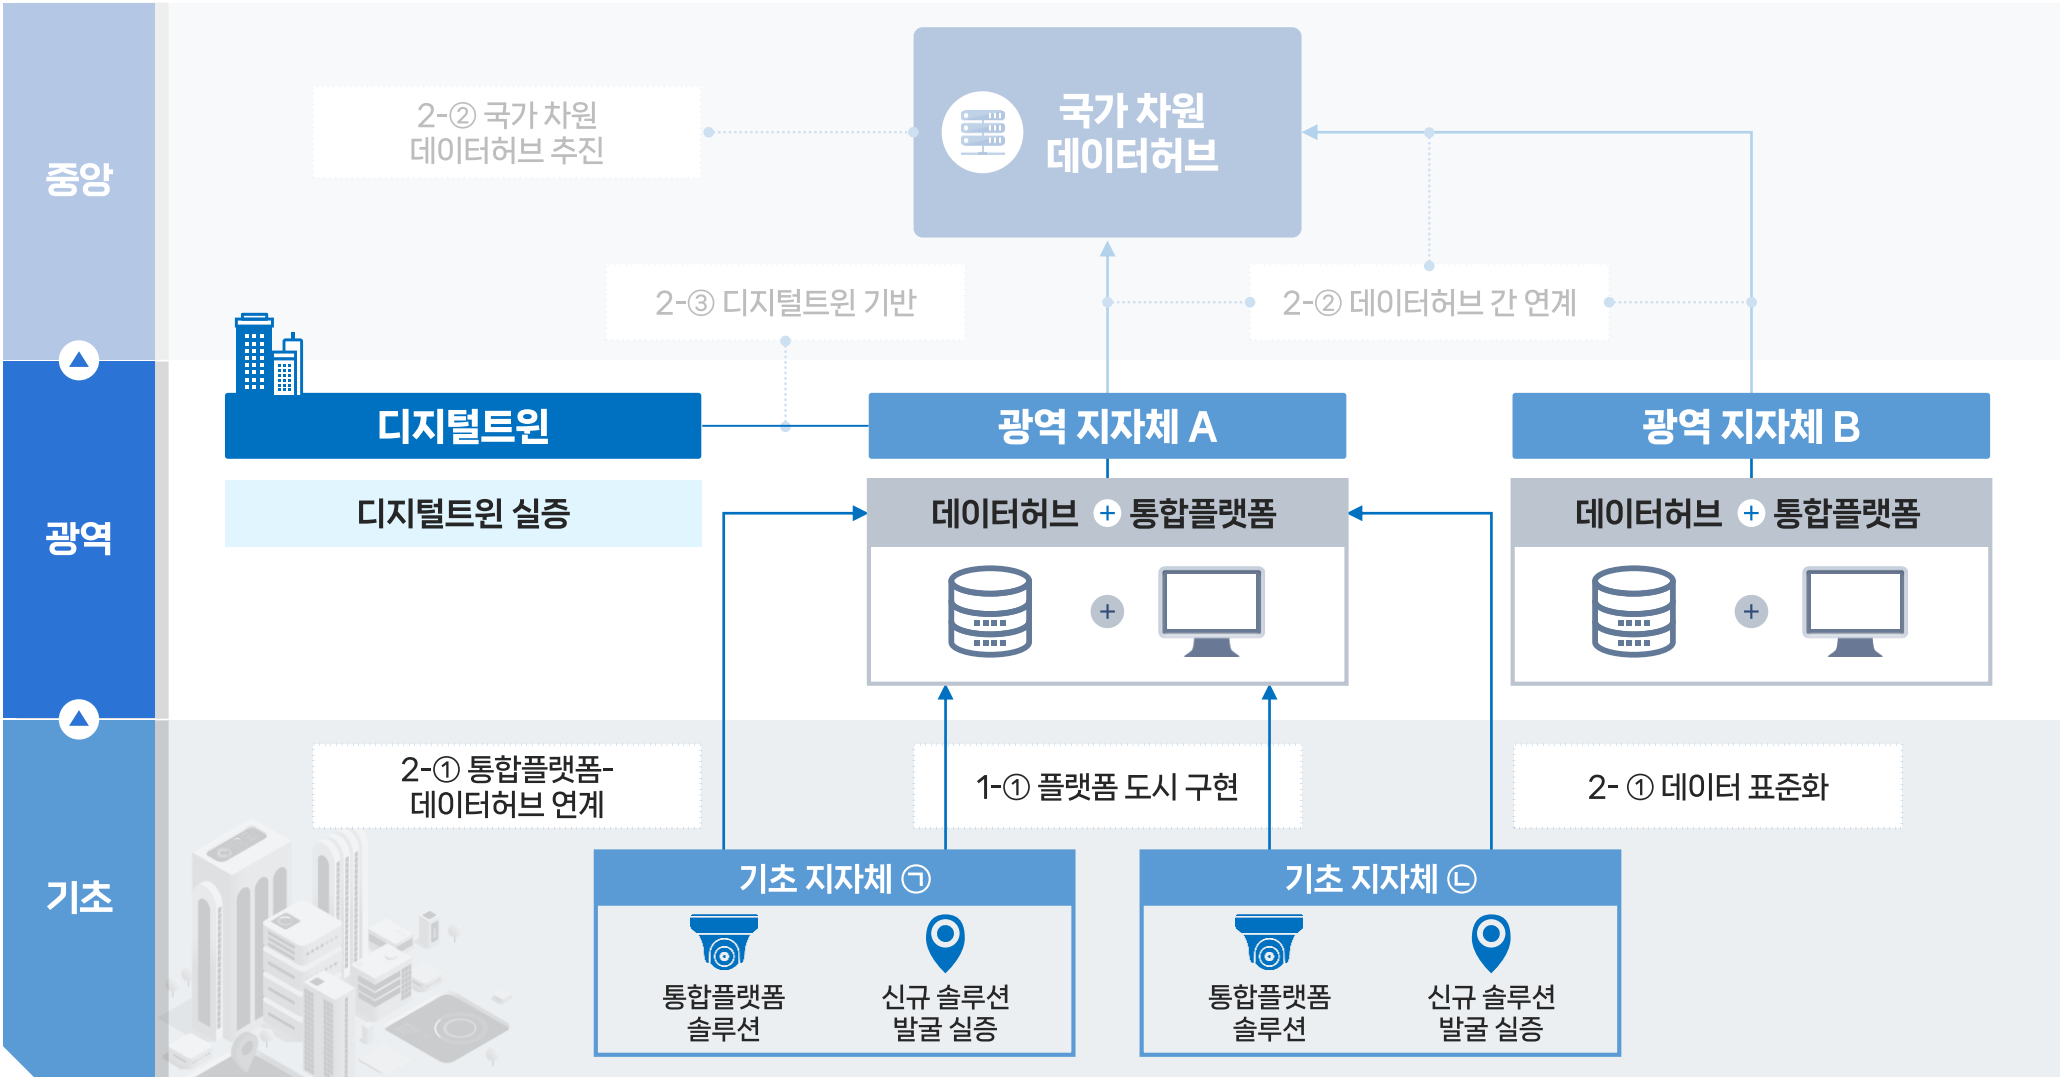 중앙
2-② 국가 차원
데이터허브 추진
국가 차원
데이터허브
2-③ 디지털트윈 기반
2-② 데이터허브 간 연계
광역
디지털트윈
디지털트윈 실증
광역 지자체 A
데이터허브 + 통합플랫폼
+
광역 지자체 B
데이터허브 + 통합플랫폼
+
기초
2-① 통합플랫폼-
데이터허브 연계
1-① 플랫폼 도시 구현
2- ① 데이터 표준화
기초 지자체 ㉠
통합플랫폼
솔루션
신규 솔루션
발굴 실증
기초 지자체 ㉡
통합플랫폼
솔루션
신규 솔루션
발굴 실증